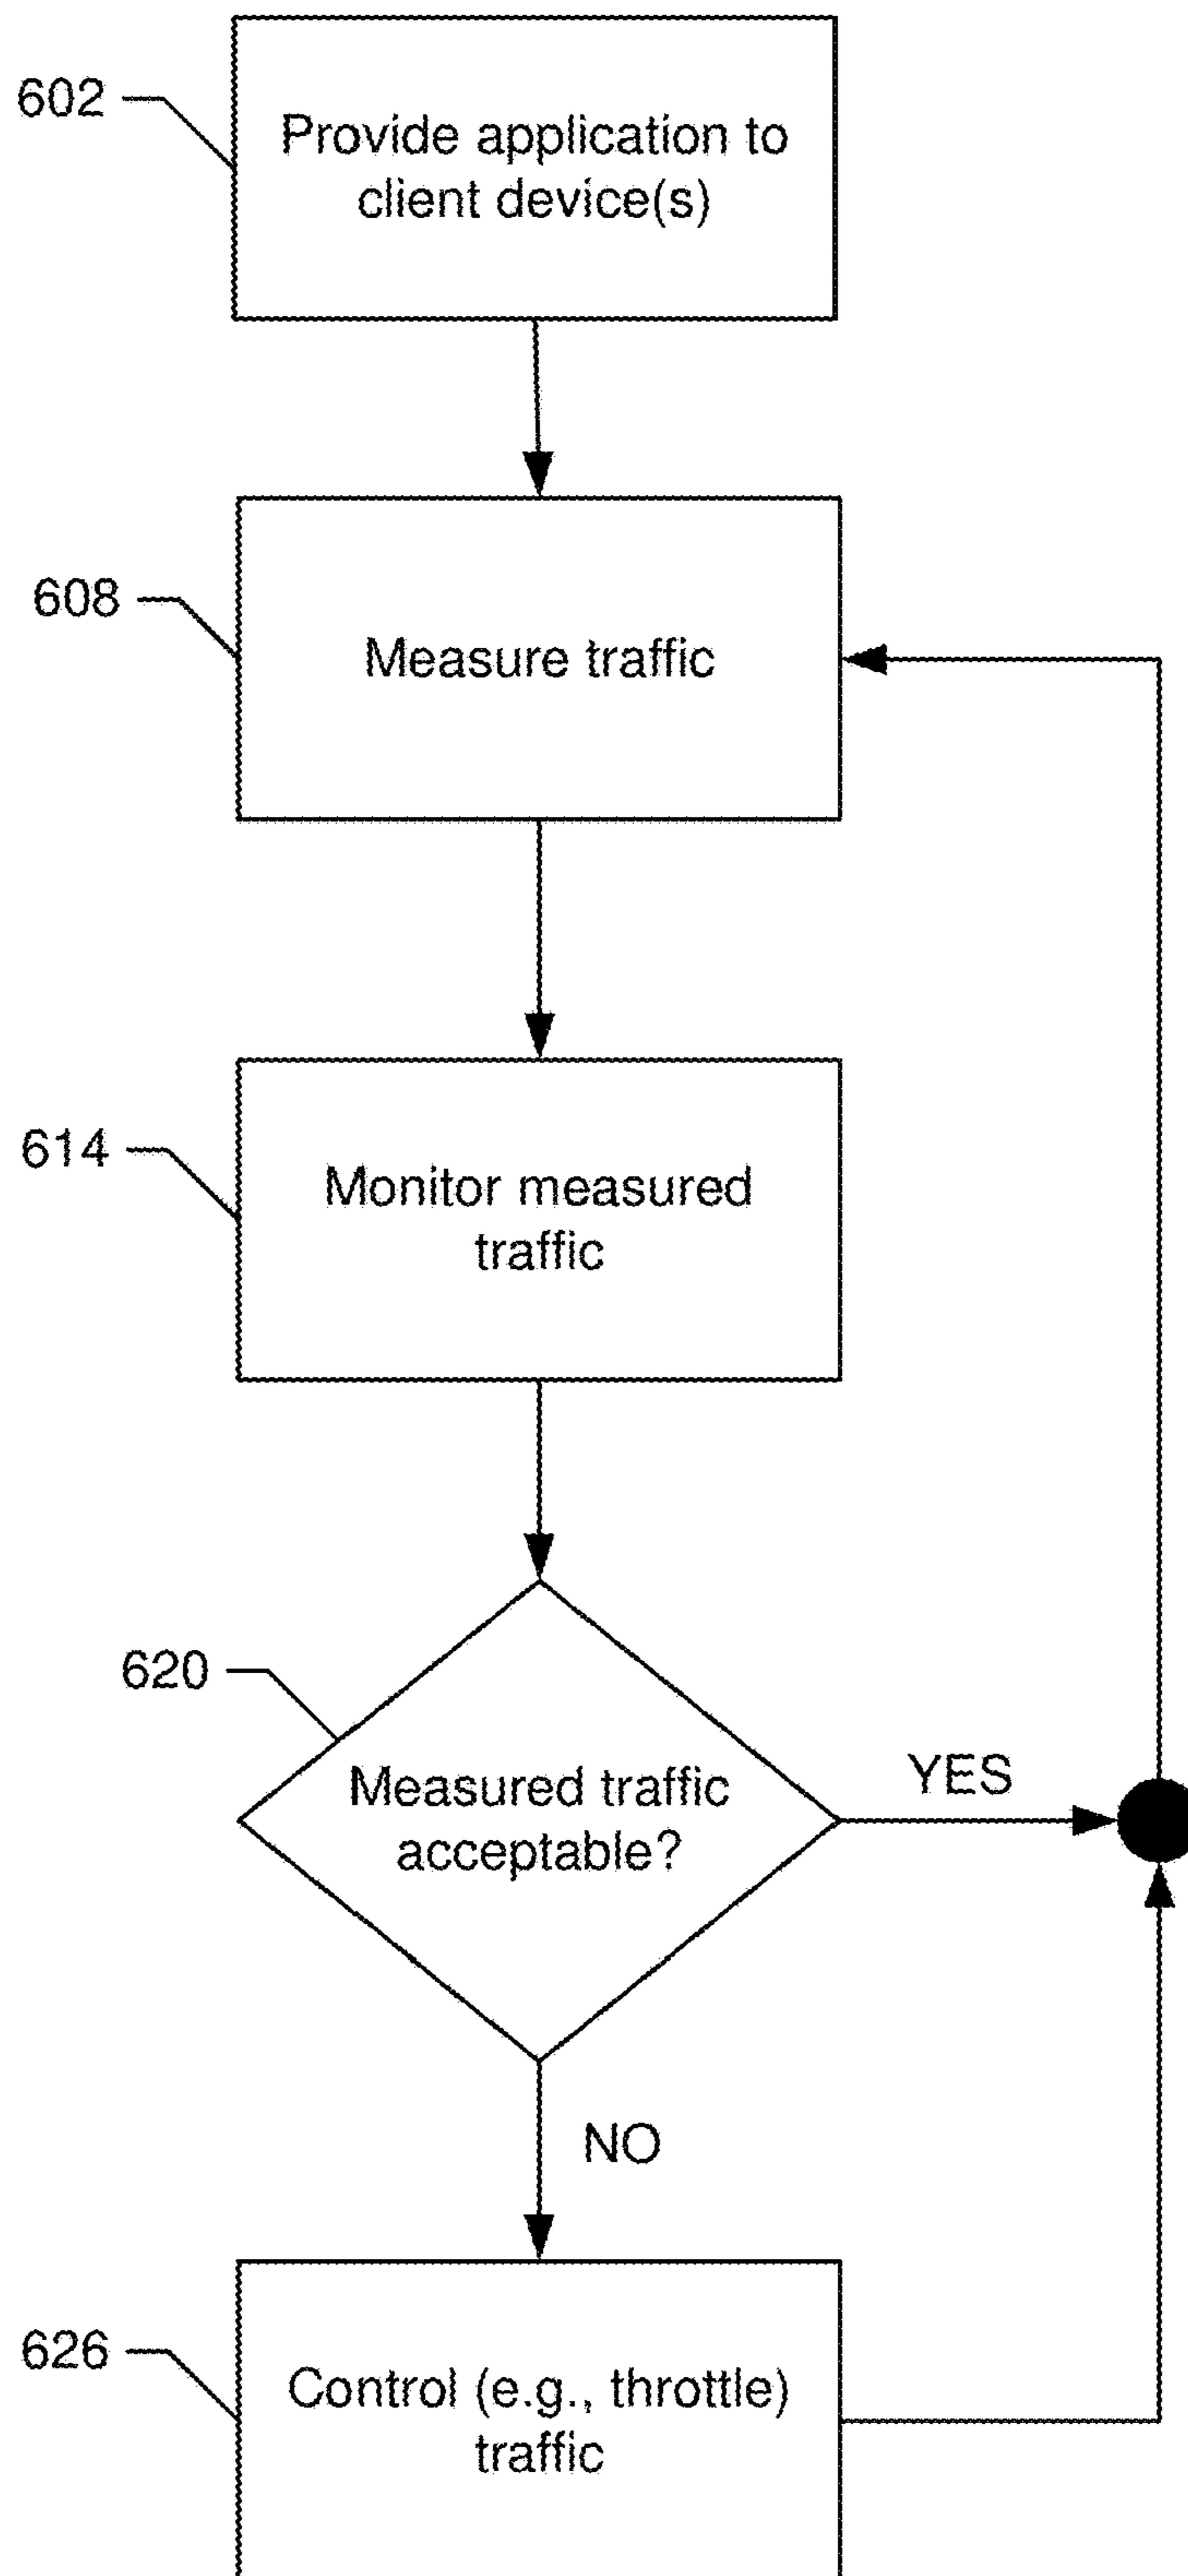 602
Provide application to
client device(s)
608
Measure traffic
614
Monitor measured
traffic
620
Measured traffic
acceptable?
YES
NO
626
Control (e.g., throttle)
traffic